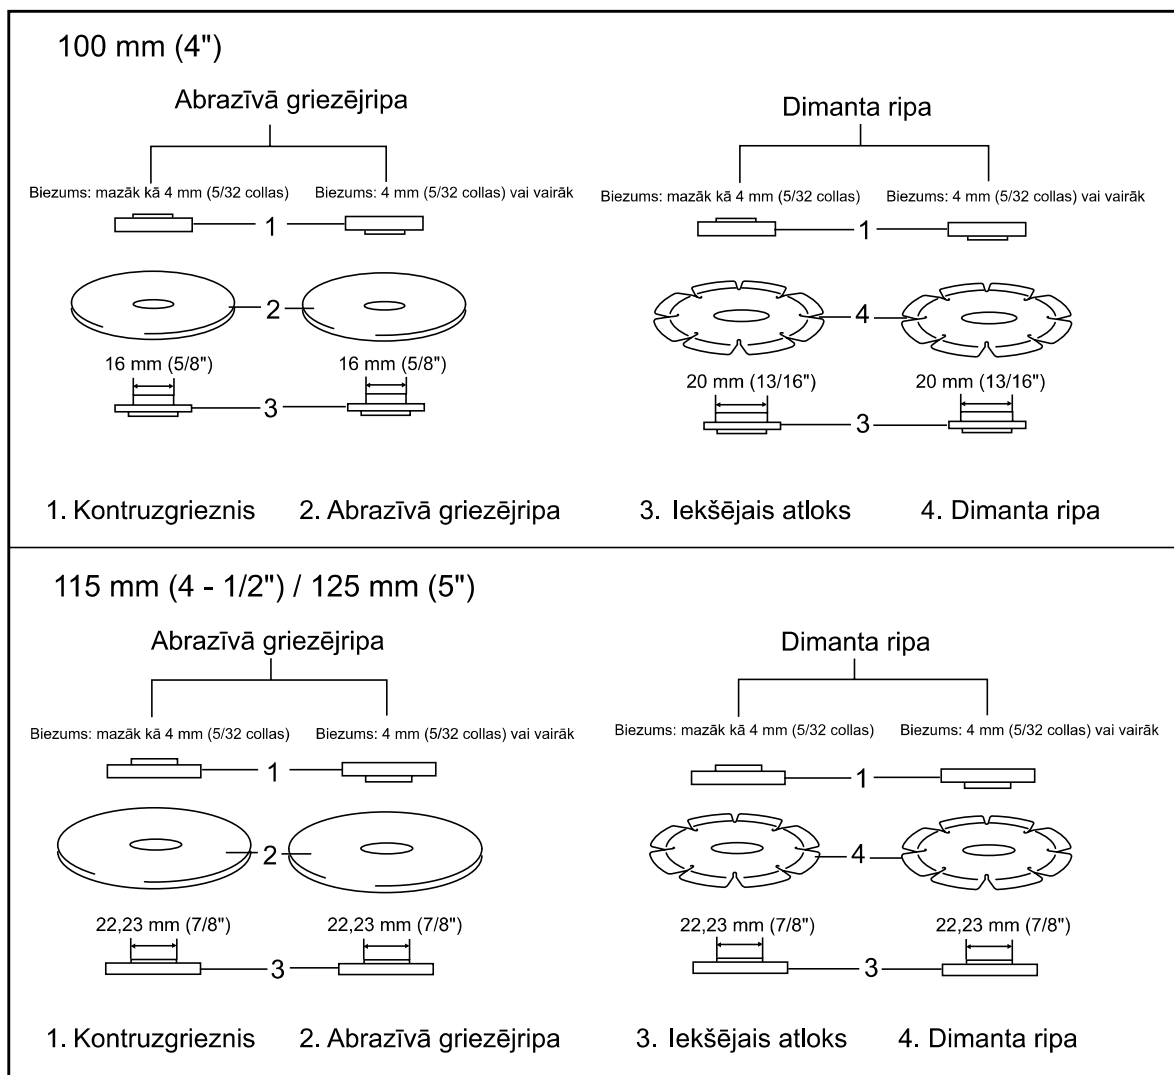 100 mm (4")
Abrazīvā griezējripa
Dimanta ripa
Biezums: mazāk kā 4 mm (5/32 collas)
Biezums: 4 mm (5/32 collas) vai vairāk
Biezums: mazāk kā 4 mm (5/32 collas)
Biezums: 4 mm (5/32 collas) vai vairāk
1
1
2
4
16 mm (5/8")
16 mm (5/8")
20 mm (13/16")
20 mm (13/16")
3
3
1. Kontruzgrieznis
2. Abrazīvā griezējripa
3. Iekšējais atloks
4. Dimanta ripa
115 mm (4 - 1/2") / 125 mm (5")
Abrazīvā griezējripa
Dimanta ripa
Biezums: mazāk kā 4 mm (5/32 collas)
Biezums: 4 mm (5/32 collas) vai vairāk
Biezums: mazāk kā 4 mm (5/32 collas)
Biezums: 4 mm (5/32 collas) vai vairāk
1
1
2
4
22,23 mm (7/8")
22,23 mm (7/8")
22,23 mm (7/8")
22,23 mm (7/8")
3
3
1. Kontruzgrieznis
2. Abrazīvā griezējripa
3. Iekšējais atloks
4. Dimanta ripa